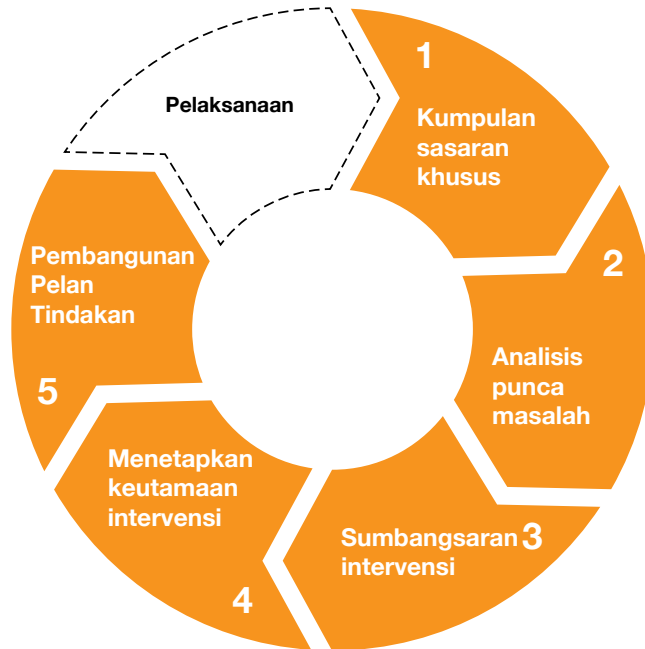 1
Kumpulan
sasaran
khusus
2
Analisis
punca
masalah
Sumbangsaran 3
intervensi
Menetapkan
keutamaan
intervensi
4
Pembangunan
Pelan
Tindakan
5
Pelaksanaan